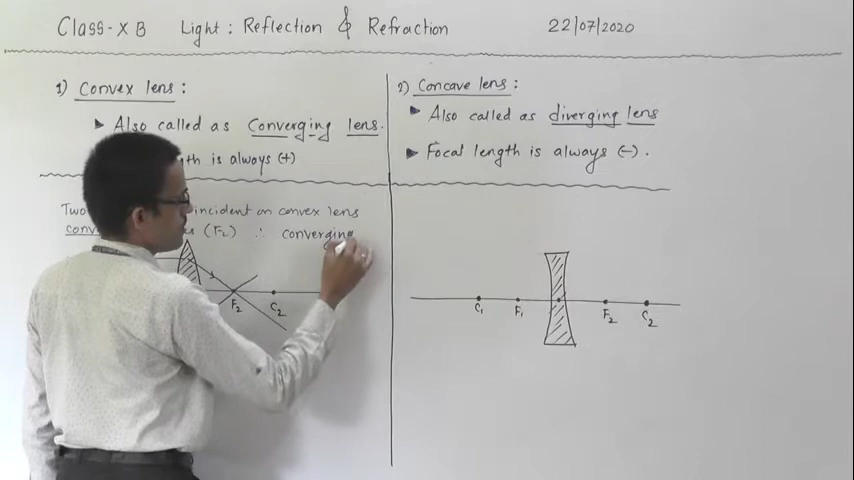 Class-X B Light : Reflection & Refraction 22/07/2020
1) Convex lens :
▶ Also called as Converging lens.
is always (+)
Two incident on convex lens
(F2) ∴ converging
F2 C2
2) Concave lens :
▶ Also called as diverging lens
▶ Focal length is always (-).
C1 F1 F2 C2